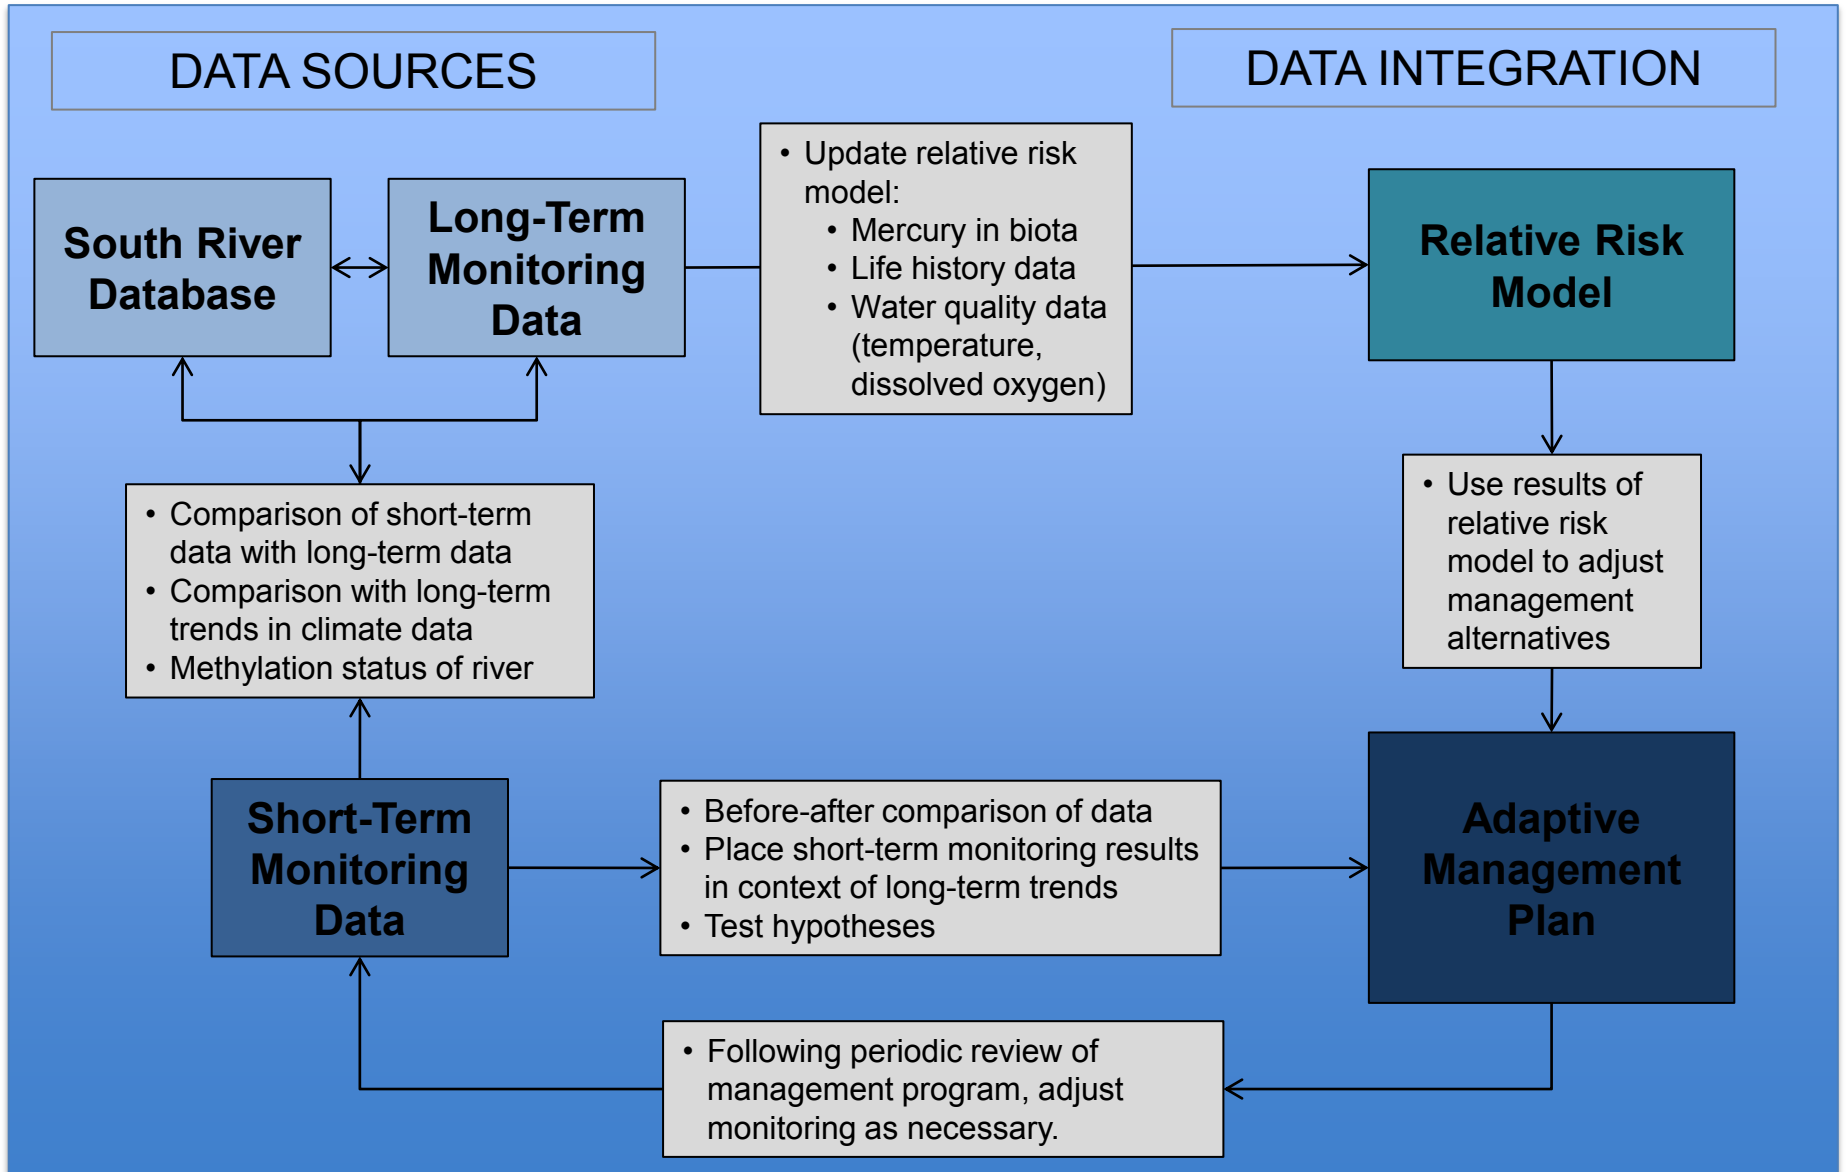 DATA SOURCES
DATA INTEGRATION
South River
Database
Long-Term
Monitoring
Data
• Update relative risk
model:
• Mercury in biota
• Life history data
• Water quality data
(temperature,
dissolved oxygen)
Relative Risk
Model
• Comparison of short-term
data with long-term data
• Comparison with long-term
trends in climate data
• Methylation status of river
• Use results of
relative risk
model to adjust
management
alternatives
Short-Term
Monitoring
Data
• Before-after comparison of data
• Place short-term monitoring results
in context of long-term trends
• Test hypotheses
Adaptive
Management
Plan
• Following periodic review of
management program, adjust
monitoring as necessary.